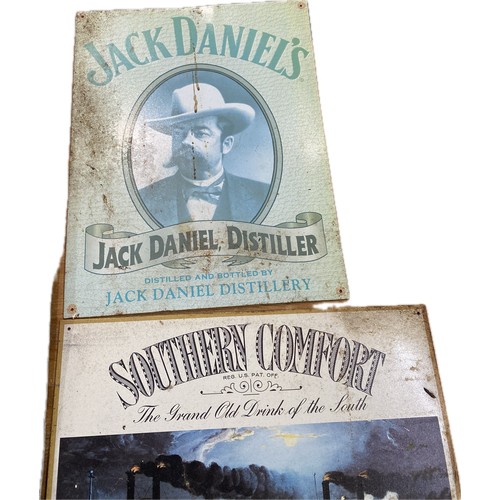 JACK DANIEL'S
JACK DANIEL, DISTILLER
DISTILLED AND BOTTLED BY
JACK DANIEL DISTILLERY
SOUTHERN COMFORT
REG. U.S. PAT. OFF.
The Grand Old Drink of the South